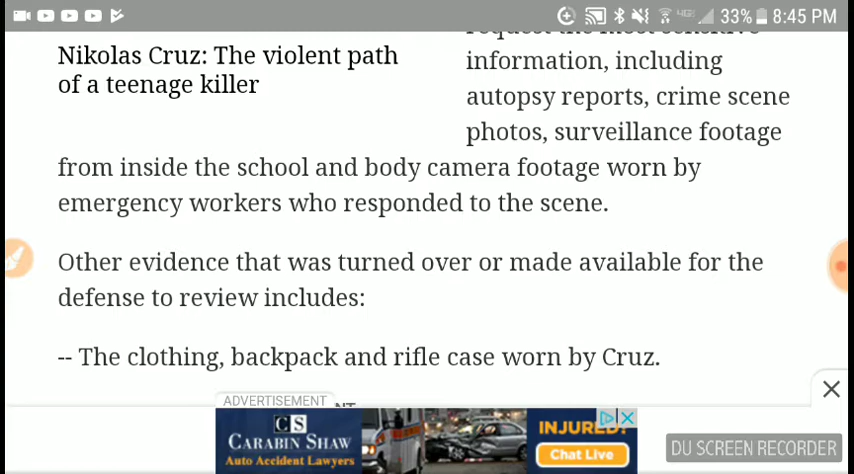 4G 33% 8:45 PM
Nikolas Cruz: The violent path
of a teenage killer
information, including
autopsy reports, crime scene
photos, surveillance footage
from inside the school and body camera footage worn by
emergency workers who responded to the scene.
Other evidence that was turned over or made available for the
defense to review includes:
-- The clothing, backpack and rifle case worn by Cruz.
ADVERTISEMENT
CS
CARABIN SHAW
Auto Accident Lawyers
INJURED?
Chat Live
DU SCREEN RECORDER